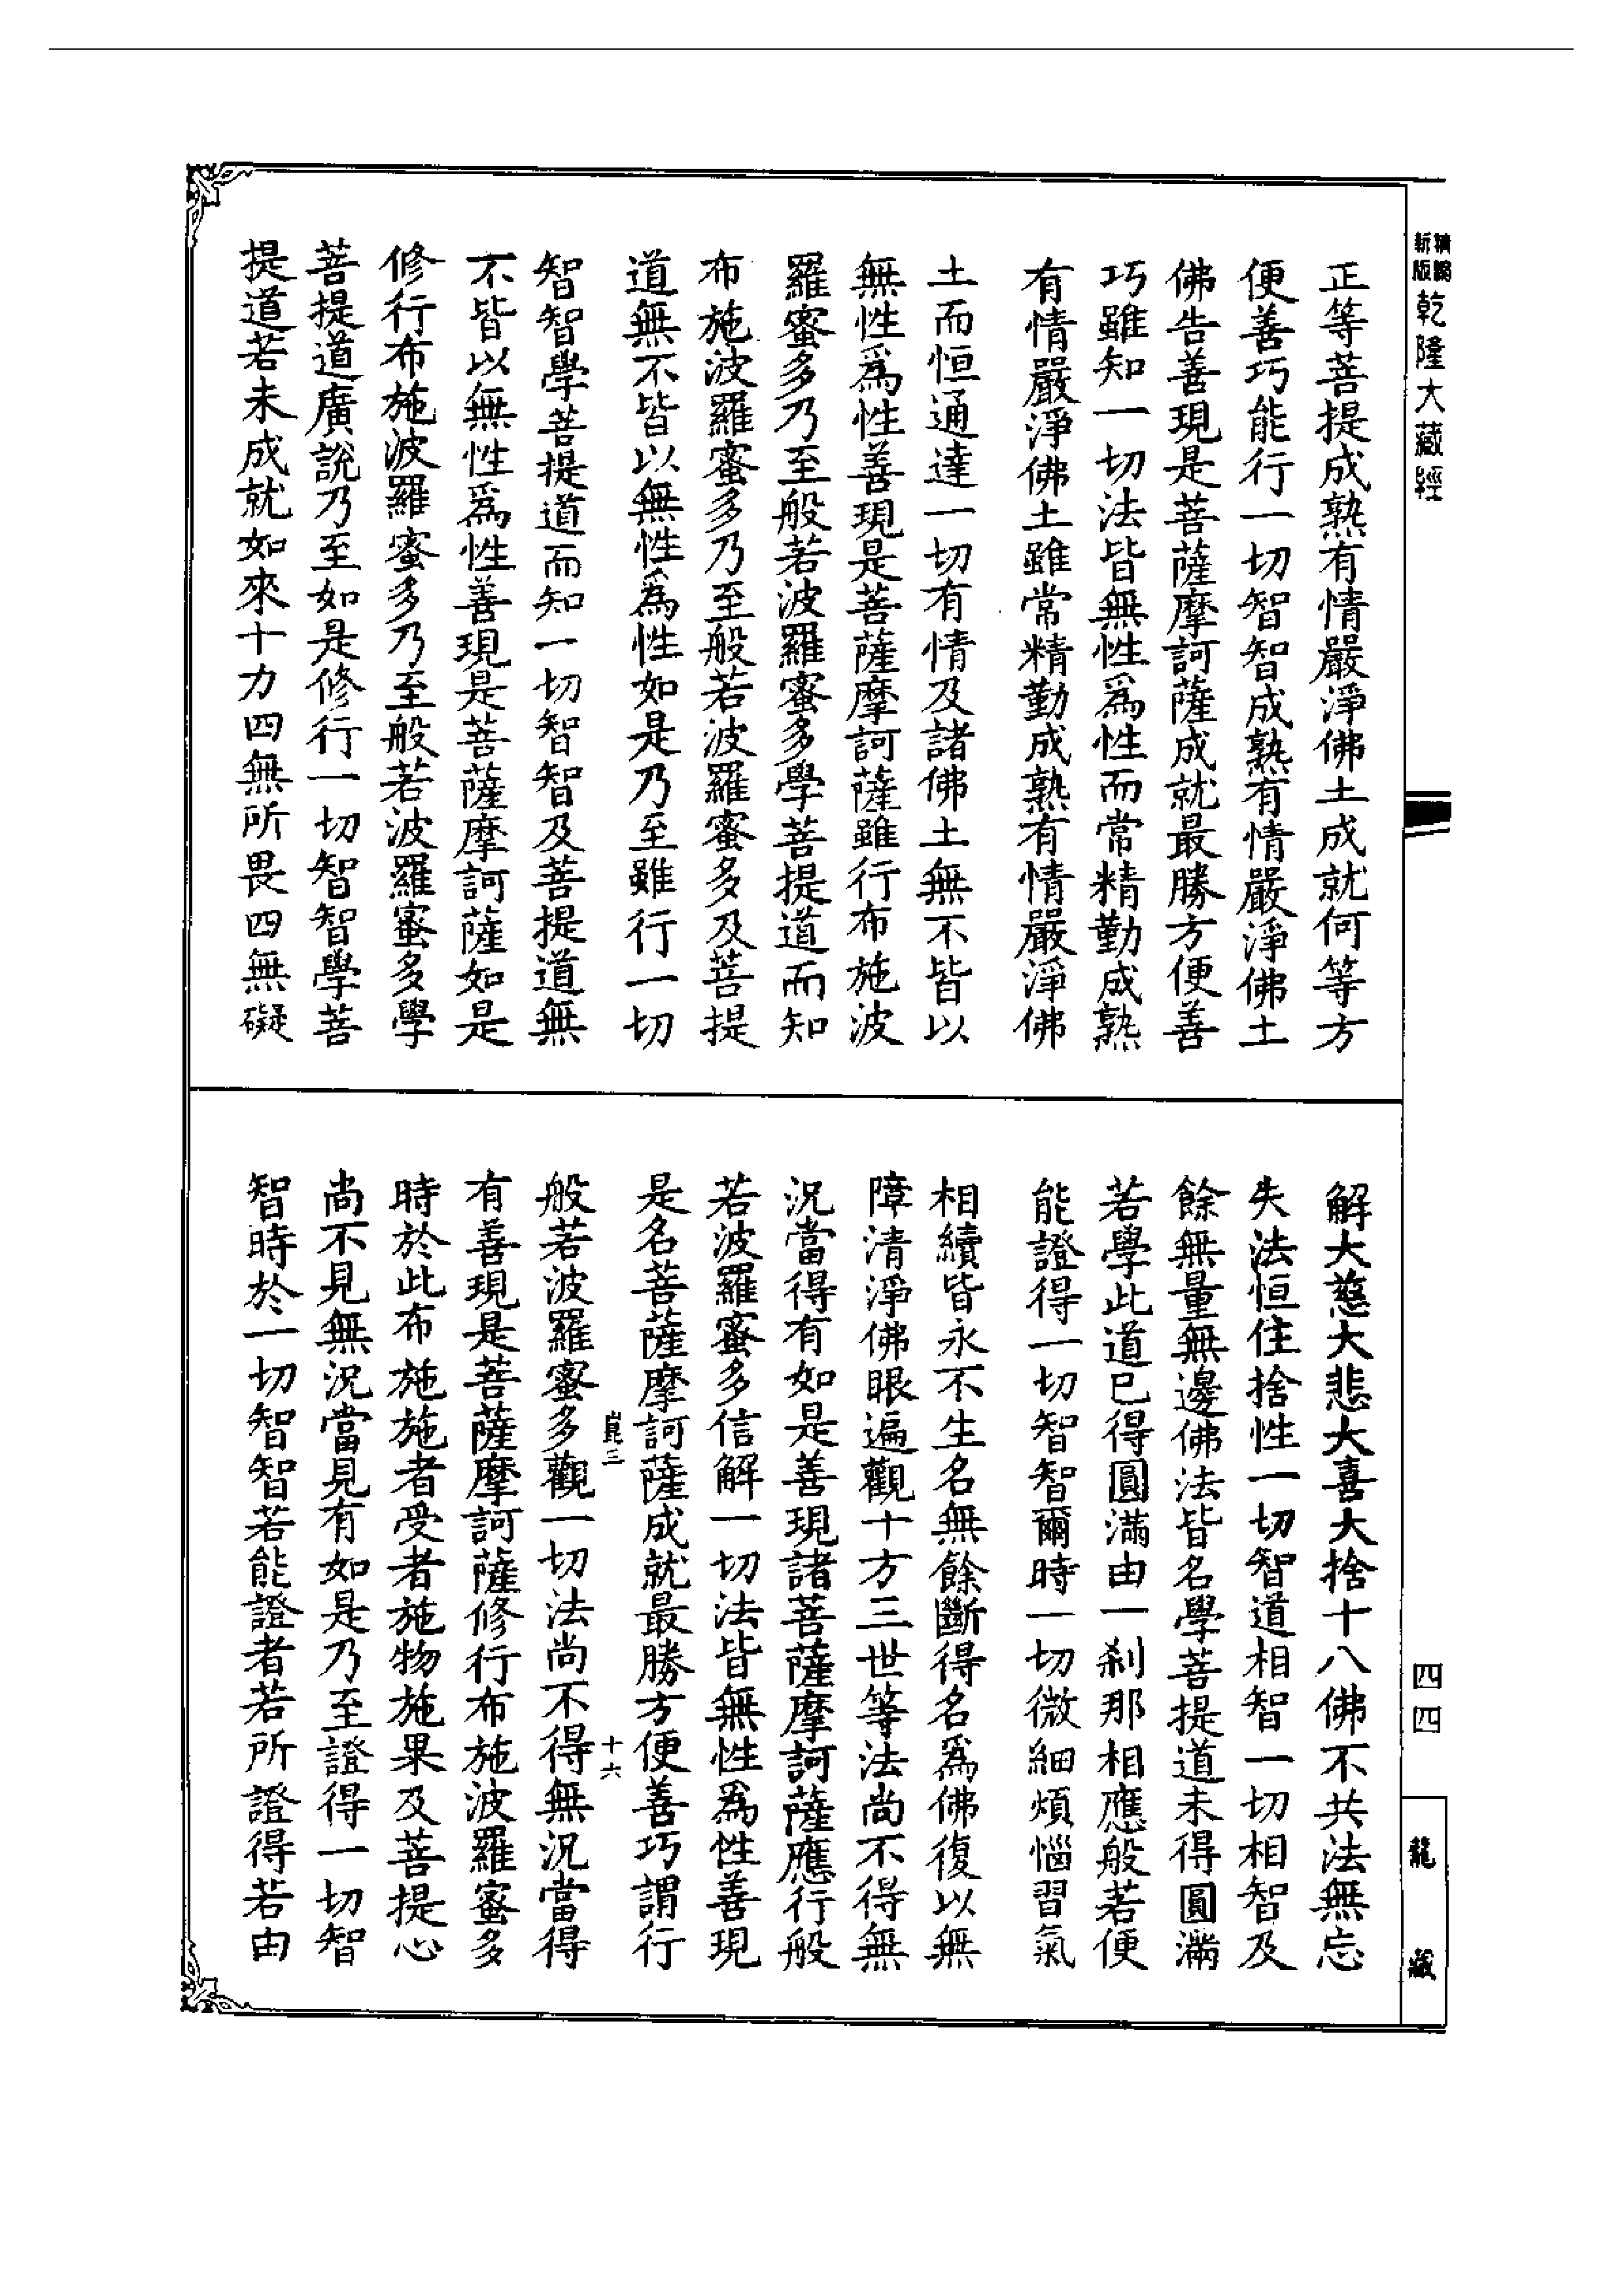 精編
新版
乾隆大藏經
正等菩提成熟有情嚴淨佛土成就何等方
便善巧能行一切智智成熟有情嚴淨佛土
佛告善現是菩薩摩訶薩成就最勝方便善
巧雖知一切法皆無性爲性而常精勤成熟
有情嚴淨佛土雖常精勤成熟有情嚴淨佛
土而恒通達一切有情及諸佛土無不皆以
無性爲性善現是菩薩摩訶薩雖行布施波
羅蜜多乃至般若波羅蜜多學菩提道而知
布施波羅蜜多乃至般若波羅蜜多及菩提
道無不皆以無性爲性如是乃至雖行一切
智智學菩提道而知一切智智及菩提道無
不皆以無性爲性善現是菩薩摩訶薩如是
修行布施波羅蜜多乃至般若波羅蜜多學
菩提道廣說乃至如是修行一切智智學菩
提道若未成就如來十力四無所畏四無礙
解大慈大悲大喜大捨十八佛不共法無忘
失法恒住捨性一切智道相智一切相智及
餘無量無邊佛法皆名學菩提道未得圓滿
若學此道已得圓滿由一剎那相應般若便
能證得一切智智爾時一切微細煩惱習氣
相續皆永不生名無餘斷得名爲佛復以無
障清淨佛眼遍觀十方三世等法尚不得無
況當得有如是善現諸菩薩摩訶薩應行般
若波羅蜜多信解一切法皆無性爲性善現
是名菩薩摩訶薩成就最勝方便善巧謂行
崑三
十六
般若波羅蜜多觀一切法尚不得無況當得
有善現是菩薩摩訶薩修行布施波羅蜜多
時於此布施施者受者施物施果及菩提心
尚不見無況當見有如是乃至證得一切智
智時於一切智智若能證者若所證得若由
四四
龍藏